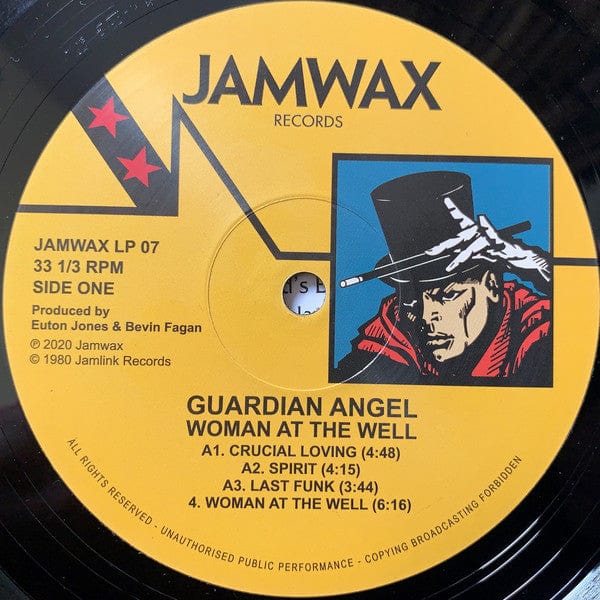 JAMWAX
RECORDS
JAMWAX LP 07
33 1/3 RPM
SIDE ONE
Produced by
Euton Jones & Bevin Fagan
℗ 2020 Jamwax
© 1980 Jamlink Records
GUARDIAN ANGEL
WOMAN AT THE WELL
A1. CRUCIAL LOVING (4:48)
A2. SPIRIT (4:15)
A3. LAST FUNK (3:44)
4. WOMAN AT THE WELL (6:16)
ALL RIGHTS RESERVED - UNAUTHORISED PUBLIC PERFORMANCE - COPYING BROADCASTING FORBIDDEN